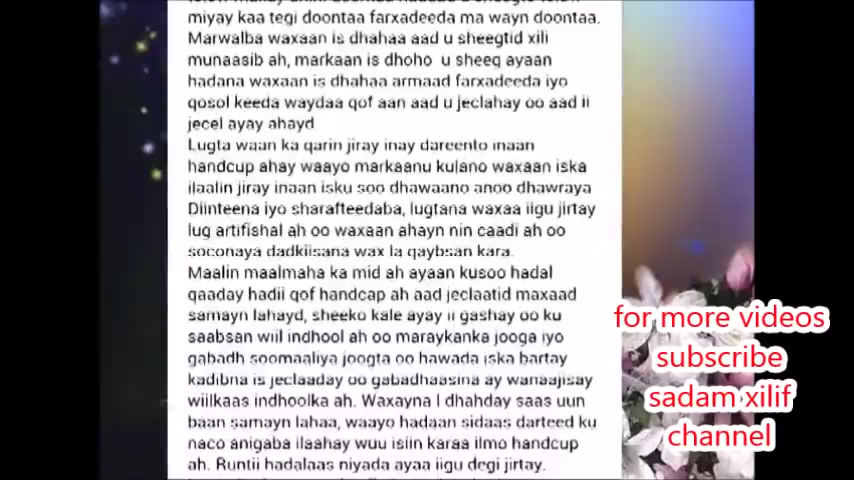 miyay kaa tegi doontaa farxadeeda ma wayn doontaa.
Marwalba waxaan is dhahaa aad u sheegtid xili
munaasib ah, markaan is dhoho u sheeg ayaan
hadana waxaan is dhahaa armaad farxadeeda iyo
qosol keeda waydaa qof aan aad u jeclahay oo aad ii
jecel ayay ahayd
Lugta waan ka qarin jiray inay dareento inaan
handcup ahay waayo markaanu kulano waxaan iska
ilaalin jiray inaan isku soo dhawaano anoo dhawraya
Diinteena iyo sharafteedaba, lugtana waxaa iigu jirtay
lug artifishal ah oo waxaan ahayn nin caadi ah oo
soconaya dadkiisana wax la qaybsan kara.
Maalin maalmaha ka mid ah ayaan kusoo hadal
qaaday hadii qof handcap ah aad jeclaatid maxaad
samayn lahayd, sheeko kale ayay ii gashay oo ku
saabsan wiil indhool ah oo maraykanka jooga iyo
gabadh soomaaliya joogta oo hawada iska bartay
kadibna is jeclaaday oo gabadhaasina ay wanaajisay
wiilkaas indhoolka ah. Waxayna I dhahday saas uun
baan samayn lahaa, waayo hadaan sidaas darteed ku
naco anigaba ilaahay wuu isiin karaa ilmo handcup
ah. Runtii hadalaas niyada ayaa iigu degi jirtay.
for more videos
subscribe
sadam xilif
channel